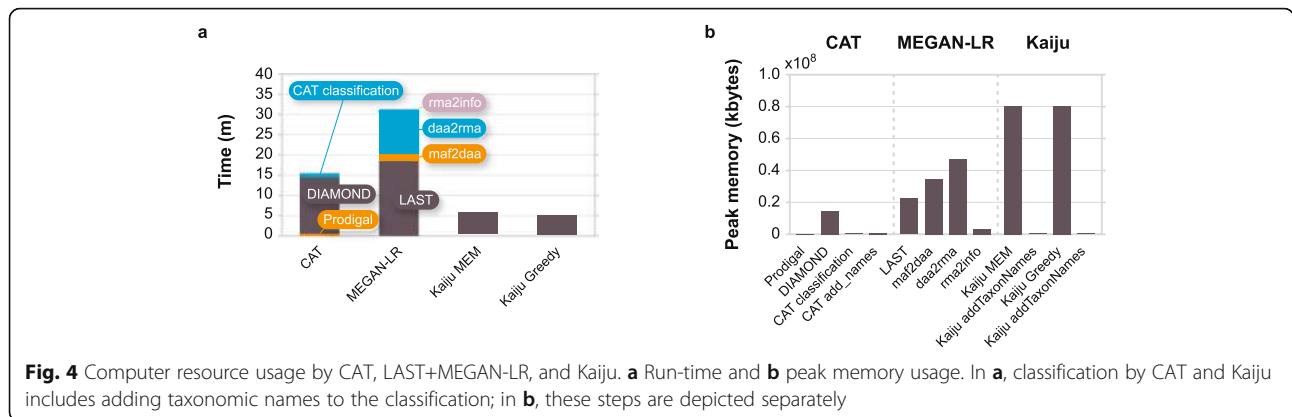 a
Time (m)
40
35
30
25
20
15
10
5
0
CAT classification
DIAMOND
Prodigal
rma2info
daa2rma
maf2daa
LAST
CAT
MEGAN-LR
Kaiju MEM
Kaiju Greedy
b
CAT MEGAN-LR Kaiju
x10⁸
Peak memory (kbytes)
1.0
0.8
0.6
0.4
0.2
0
Prodigal
DIAMOND
CAT classification
CAT add_names
LAST
maf2daa
daa2rma
rma2info
Kaiju MEM
Kaiju addTaxonNames
Kaiju Greedy
Kaiju addTaxonNames
Fig. 4 Computer resource usage by CAT, LAST+MEGAN-LR, and Kaiju. a Run-time and b peak memory usage. In a, classification by CAT and Kaiju
includes adding taxonomic names to the classification; in b, these steps are depicted separately